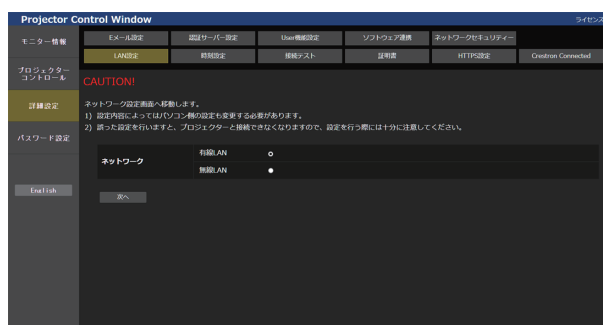 Projector Control Window
ライセンス
モニター情報
プロジェクター
コントロール
詳細設定
パスワード設定
English
Eメール設定
認証サーバー設定
User機能設定
ソフトウェア連携
ネットワークセキュリティー
LAN設定
時刻設定
接続テスト
証明書
HTTPS設定
Crestron Connected
CAUTION!
ネットワーク設定画面へ移動します。
1) 設定内容によってはパソコン側の設定も変更する必要があります。
2) 誤った設定を行いますと、プロジェクターと接続できなくなりますので、設定を行う際には十分に注意してください。
ネットワーク
有線LAN
無線LAN
次へ